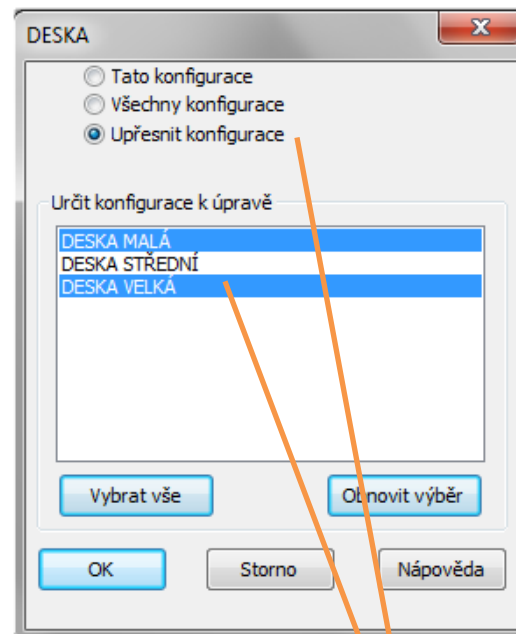 DESKA
Tato konfigurace
Všechny konfigurace
Upřesnit konfigurace
Určit konfigurace k úpravě
DESKA MALÁ
DESKA STŘEDNÍ
DESKA VELKÁ
Vybrat vše Obnovit výběr
OK Storno Nápověda